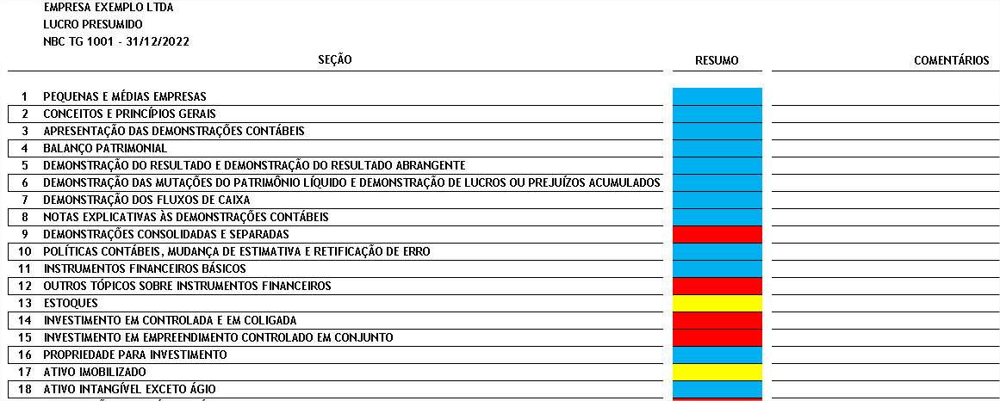 EMPRESA EXEMPLO LTDA
LUCRO PRESUMIDO
NBC TG 1001 - 31/12/2022
SEÇÃO RESUMO COMENTÁRIOS
1 PEQUENAS E MÉDIAS EMPRESAS
2 CONCEITOS E PRINCÍPIOS GERAIS
3 APRESENTAÇÃO DAS DEMONSTRAÇÕES CONTÁBEIS
4 BALANÇO PATRIMONIAL
5 DEMONSTRAÇÃO DO RESULTADO E DEMONSTRAÇÃO DO RESULTADO ABRANGENTE
6 DEMONSTRAÇÃO DAS MUTAÇÕES DO PATRIMÔNIO LÍQUIDO E DEMONSTRAÇÃO DE LUCROS OU PREJUÍZOS ACUMULADOS
7 DEMONSTRAÇÃO DOS FLUXOS DE CAIXA
8 NOTAS EXPLICATIVAS ÀS DEMONSTRAÇÕES CONTÁBEIS
9 DEMONSTRAÇÕES CONSOLIDADAS E SEPARADAS
10 POLÍTICAS CONTÁBEIS, MUDANÇA DE ESTIMATIVA E RETIFICAÇÃO DE ERRO
11 INSTRUMENTOS FINANCEIROS BÁSICOS
12 OUTROS TÓPICOS SOBRE INSTRUMENTOS FINANCEIROS
13 ESTOQUES
14 INVESTIMENTO EM CONTROLADA E EM COLIGADA
15 INVESTIMENTO EM EMPREENDIMENTO CONTROLADO EM CONJUNTO
16 PROPRIEDADE PARA INVESTIMENTO
17 ATIVO IMOBILIZADO
18 ATIVO INTANGÍVEL EXCETO ÁGIO